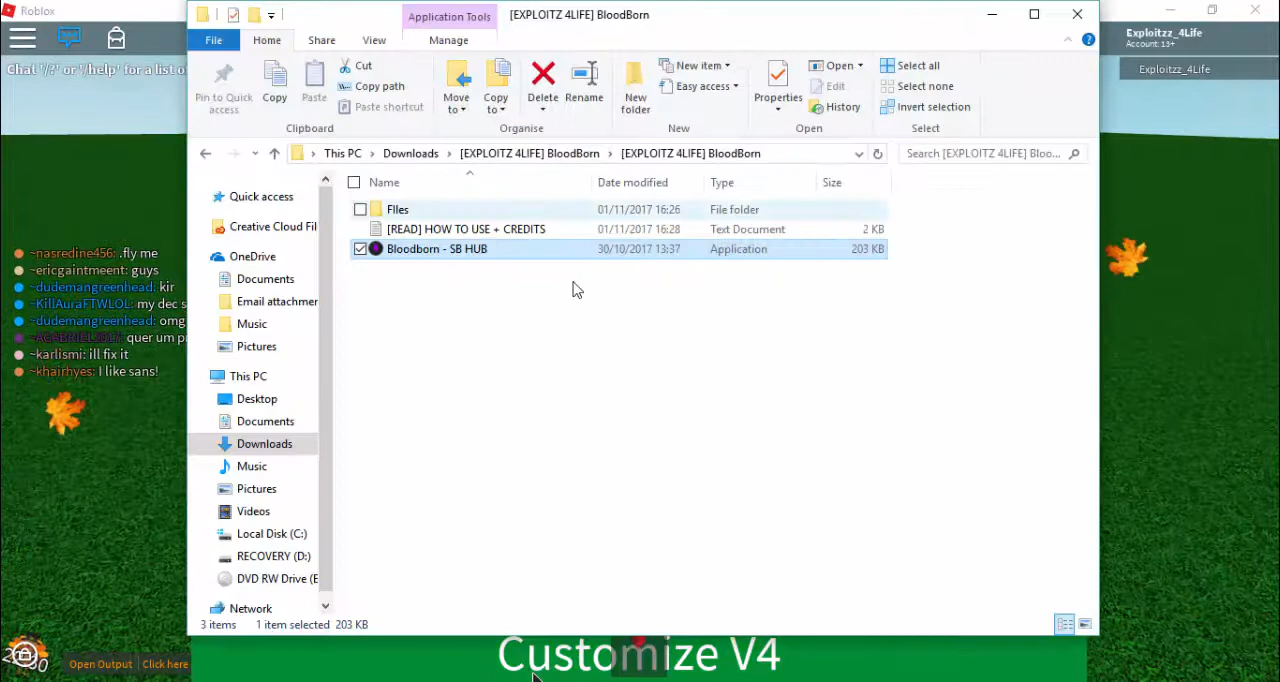 Roblox
Application Tools
[EXPLOITZ 4LIFE] BloodBorn
Exploitzz_4Life
Account: 13+
Exploitzz_4Life
File
Home
Share
View
Manage
Chat '/?' or '/help' for a list of
Pin to Quick access
Copy
Paste
Cut
Copy path
Paste shortcut
Move to
Copy to
Delete
Rename
New folder
New item
Easy access
Properties
Open
Edit
History
Select all
Select none
Invert selection
Clipboard
Organise
New
Open
Select
This PC
Downloads
[EXPLOITZ 4LIFE] BloodBorn
[EXPLOITZ 4LIFE] BloodBorn
Search [EXPLOITZ 4LIFE] Bloo...
Name
Date modified
Type
Size
FIles
01/11/2017 16:26
File folder
[READ] HOW TO USE + CREDITS
01/11/2017 16:28
Text Document
2 KB
Bloodborn - SB HUB
30/10/2017 13:37
Application
203 KB
Quick access
Creative Cloud Fil
OneDrive
Documents
Email attachmer
Music
Pictures
This PC
Desktop
Documents
Downloads
Music
Pictures
Videos
Local Disk (C:)
RECOVERY (D:)
DVD RW Drive (E
Network
~nasredine456: .fly me
~ericgaintmeent: guys
~dudemangreenhead: kir
~KillAuraFTWLOL: my dec s
~dudemangreenhead: omg
quer um p
~karlismi: ill fix it
~khairhyes: I like sans!
3 items
1 item selected 203 KB
Open Output
Click here
Customize V4